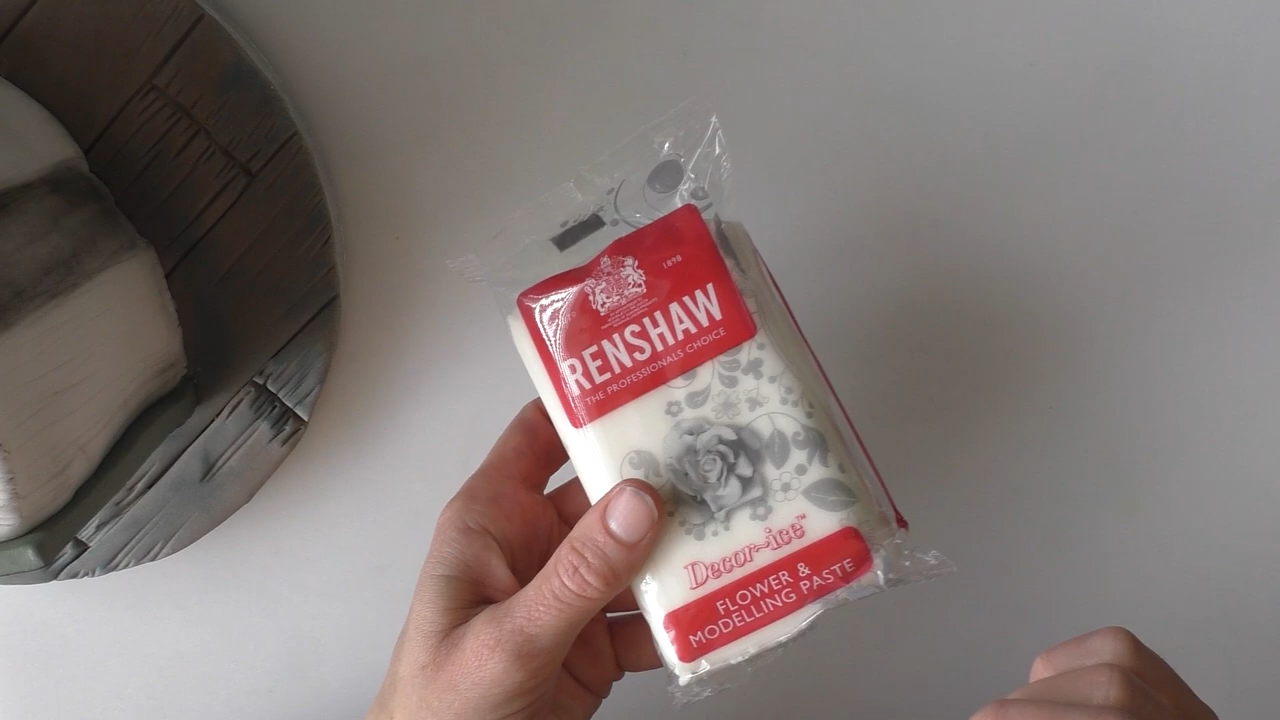 1898
RENSHAW
THE PROFESSIONALS CHOICE
Decor~ice™
FLOWER &
MODELLING PASTE